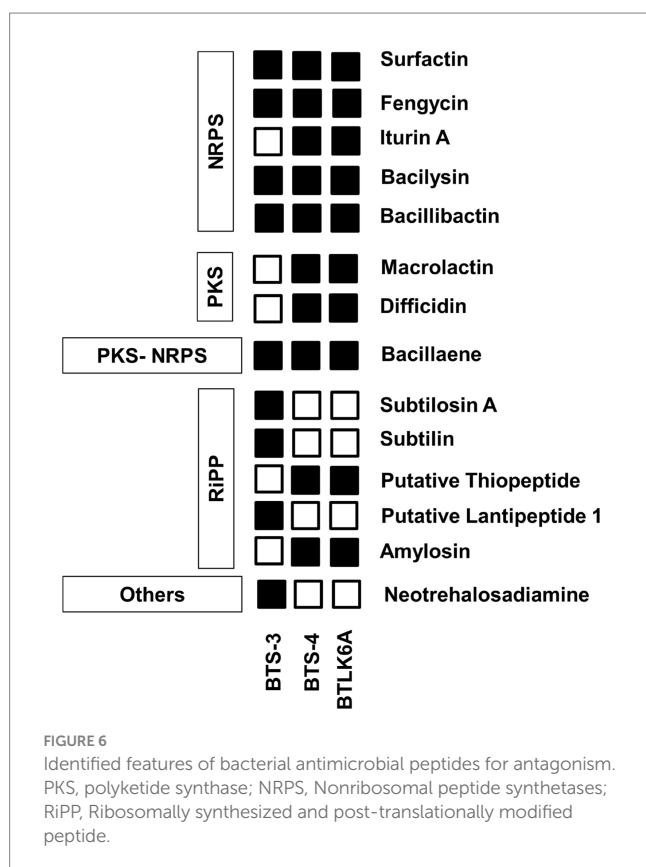 NRPS
Surfactin
Fengycin
Iturin A
Bacilysin
Bacillibactin
PKS
Macrolactin
Difficidin
PKS- NRPS
Bacillaene
RiPP
Subtilosin A
Subtilin
Putative Thiopeptide
Putative Lantipeptide 1
Amylosin
Others
Neotrehalosadiamine
BTS-3
BTS-4
BTLK6A
FIGURE 6
Identified features of bacterial antimicrobial peptides for antagonism.
PKS, polyketide synthase; NRPS, Nonribosomal peptide synthetases;
RiPP, Ribosomally synthesized and post-translationally modified
peptide.